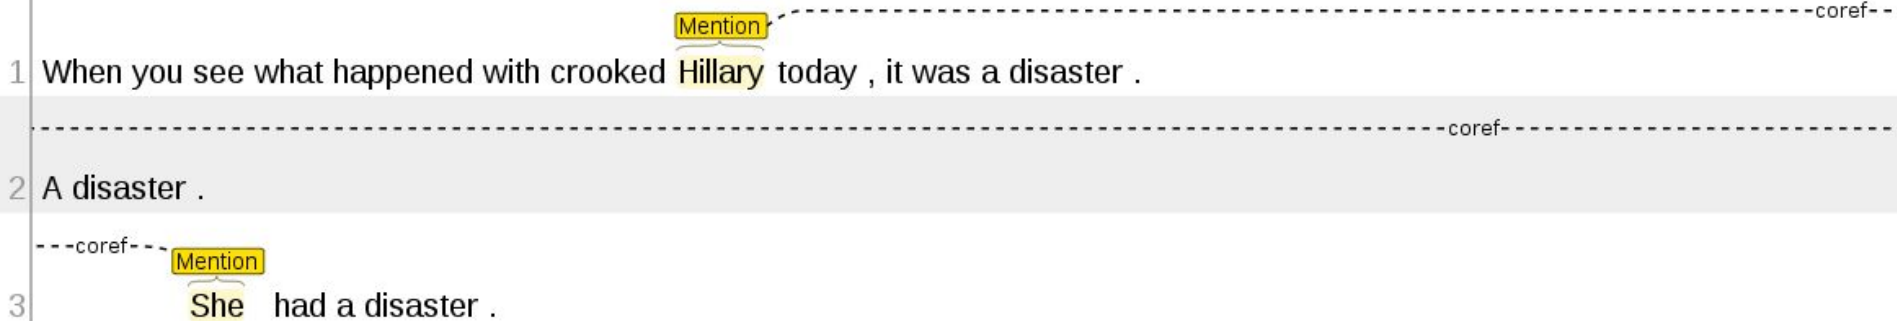 Mention coref
1 When you see what happened with crooked Hillary today , it was a disaster .
coref
2 A disaster .
coref Mention
3 She had a disaster .